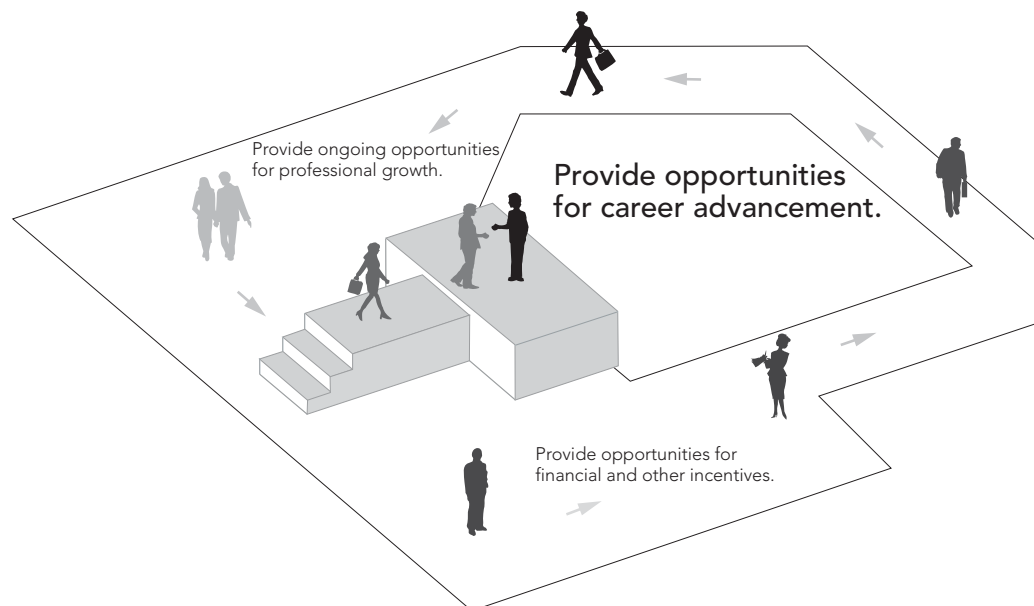 Provide ongoing opportunities
for professional growth.
Provide opportunities
for career advancement.
Provide opportunities for
financial and other incentives.